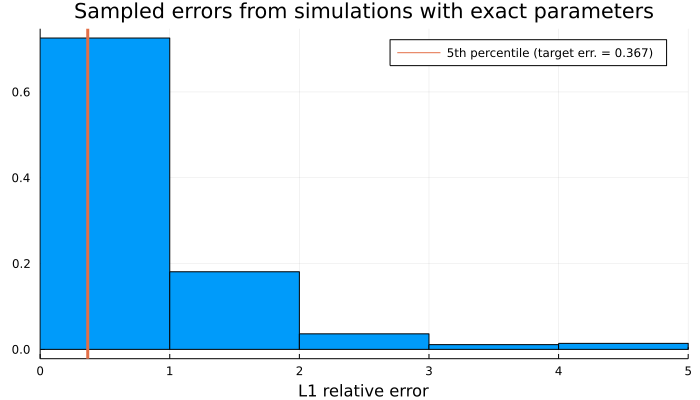 Sampled errors from simulations with exact parameters
5th percentile (target err. = 0.367)
0.6
0.4
0.2
0.0
0 1 2 3 4 5
L1 relative error